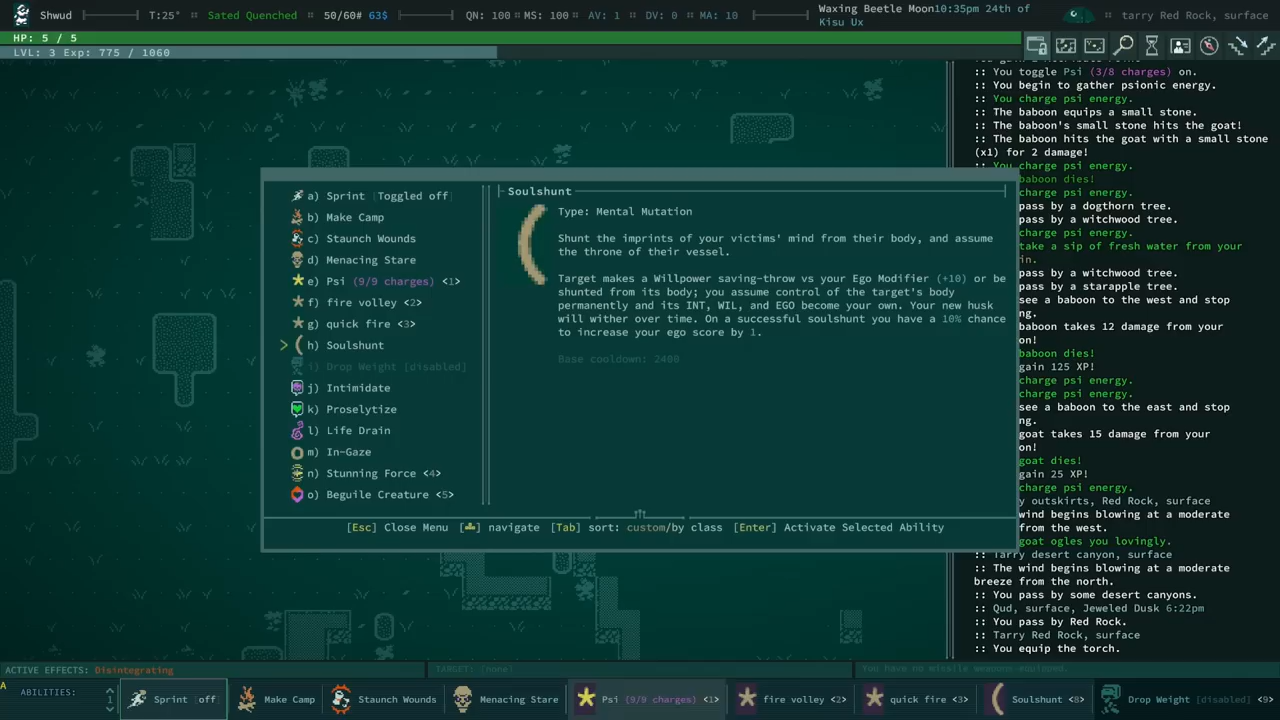 Shwud T:25° Sated Quenched 50/60# 63$ QN: 100 MS: 100 AV: 1 DV: 0 MA: 10 Waxing Beetle Moon 10:35pm 24th of Kisu Ux tarry Red Rock, surface
HP: 5 / 5
LVL: 3 Exp: 775 / 1060
:: You toggle Psi (3/8 charges) on.
:: You begin to gather psionic energy.
:: You charge psi energy.
:: The baboon equips a small stone.
:: The baboon's small stone hits the goat!
:: The baboon hits the goat with a small stone
(x1) for 2 damage!
You charge psi energy.
baboon dies!
charge psi energy.
pass by a dogthorn tree.
pass by a witchwood tree.
charge psi energy.
take a sip of fresh water from your
pass by a witchwood tree.
pass by a starapple tree.
see a baboon to the west and stop
baboon takes 12 damage from your
baboon dies!
gain 125 XP!
charge psi energy.
charge psi energy.
see a baboon to the east and stop
goat takes 15 damage from your
goat dies!
gain 25 XP!
charge psi energy.
outskirts, Red Rock, surface
wind begins blowing at a moderate
from the west.
goat ogles you lovingly.
:: Tarry desert canyon, surface
:: The wind begins blowing at a moderate
breeze from the north.
:: You pass by some desert canyons.
:: Qud, surface, Jeweled Dusk 6:22pm
:: You pass by Red Rock.
:: Tarry Red Rock, surface
:: You equip the torch.
a) Sprint [Toggled off]
b) Make Camp
c) Staunch Wounds
d) Menacing Stare
e) Psi (9/9 charges) <1>
f) fire volley <2>
g) quick fire <3>
> h) Soulshunt
i) Drop Weight [disabled]
j) Intimidate
k) Proselytize
l) Life Drain
m) In-Gaze
n) Stunning Force <4>
o) Beguile Creature <5>
Soulshunt
Type: Mental Mutation
Shunt the imprints of your victims' mind from their body, and assume
the throne of their vessel.
Target makes a Willpower saving-throw vs your Ego Modifier (+10) or be
shunted from its body; you assume control of the target's body
permanently and its INT, WIL, and EGO become your own. Your new husk
will wither over time. On a successful soulshunt you have a 10% chance
to increase your ego score by 1.
Base cooldown: 2400
[Esc] Close Menu navigate [Tab] sort: custom/by class [Enter] Activate Selected Ability
ACTIVE EFFECTS: Disintegrating TARGET: (none) You have no missile weapons equipped.
A ABILITIES: 1 Sprint [off] Make Camp Staunch Wounds Menacing Stare Psi (9/9 charges) <1> fire volley <2> quick fire <3> Soulshunt <8> Drop Weight [disabled] <9>